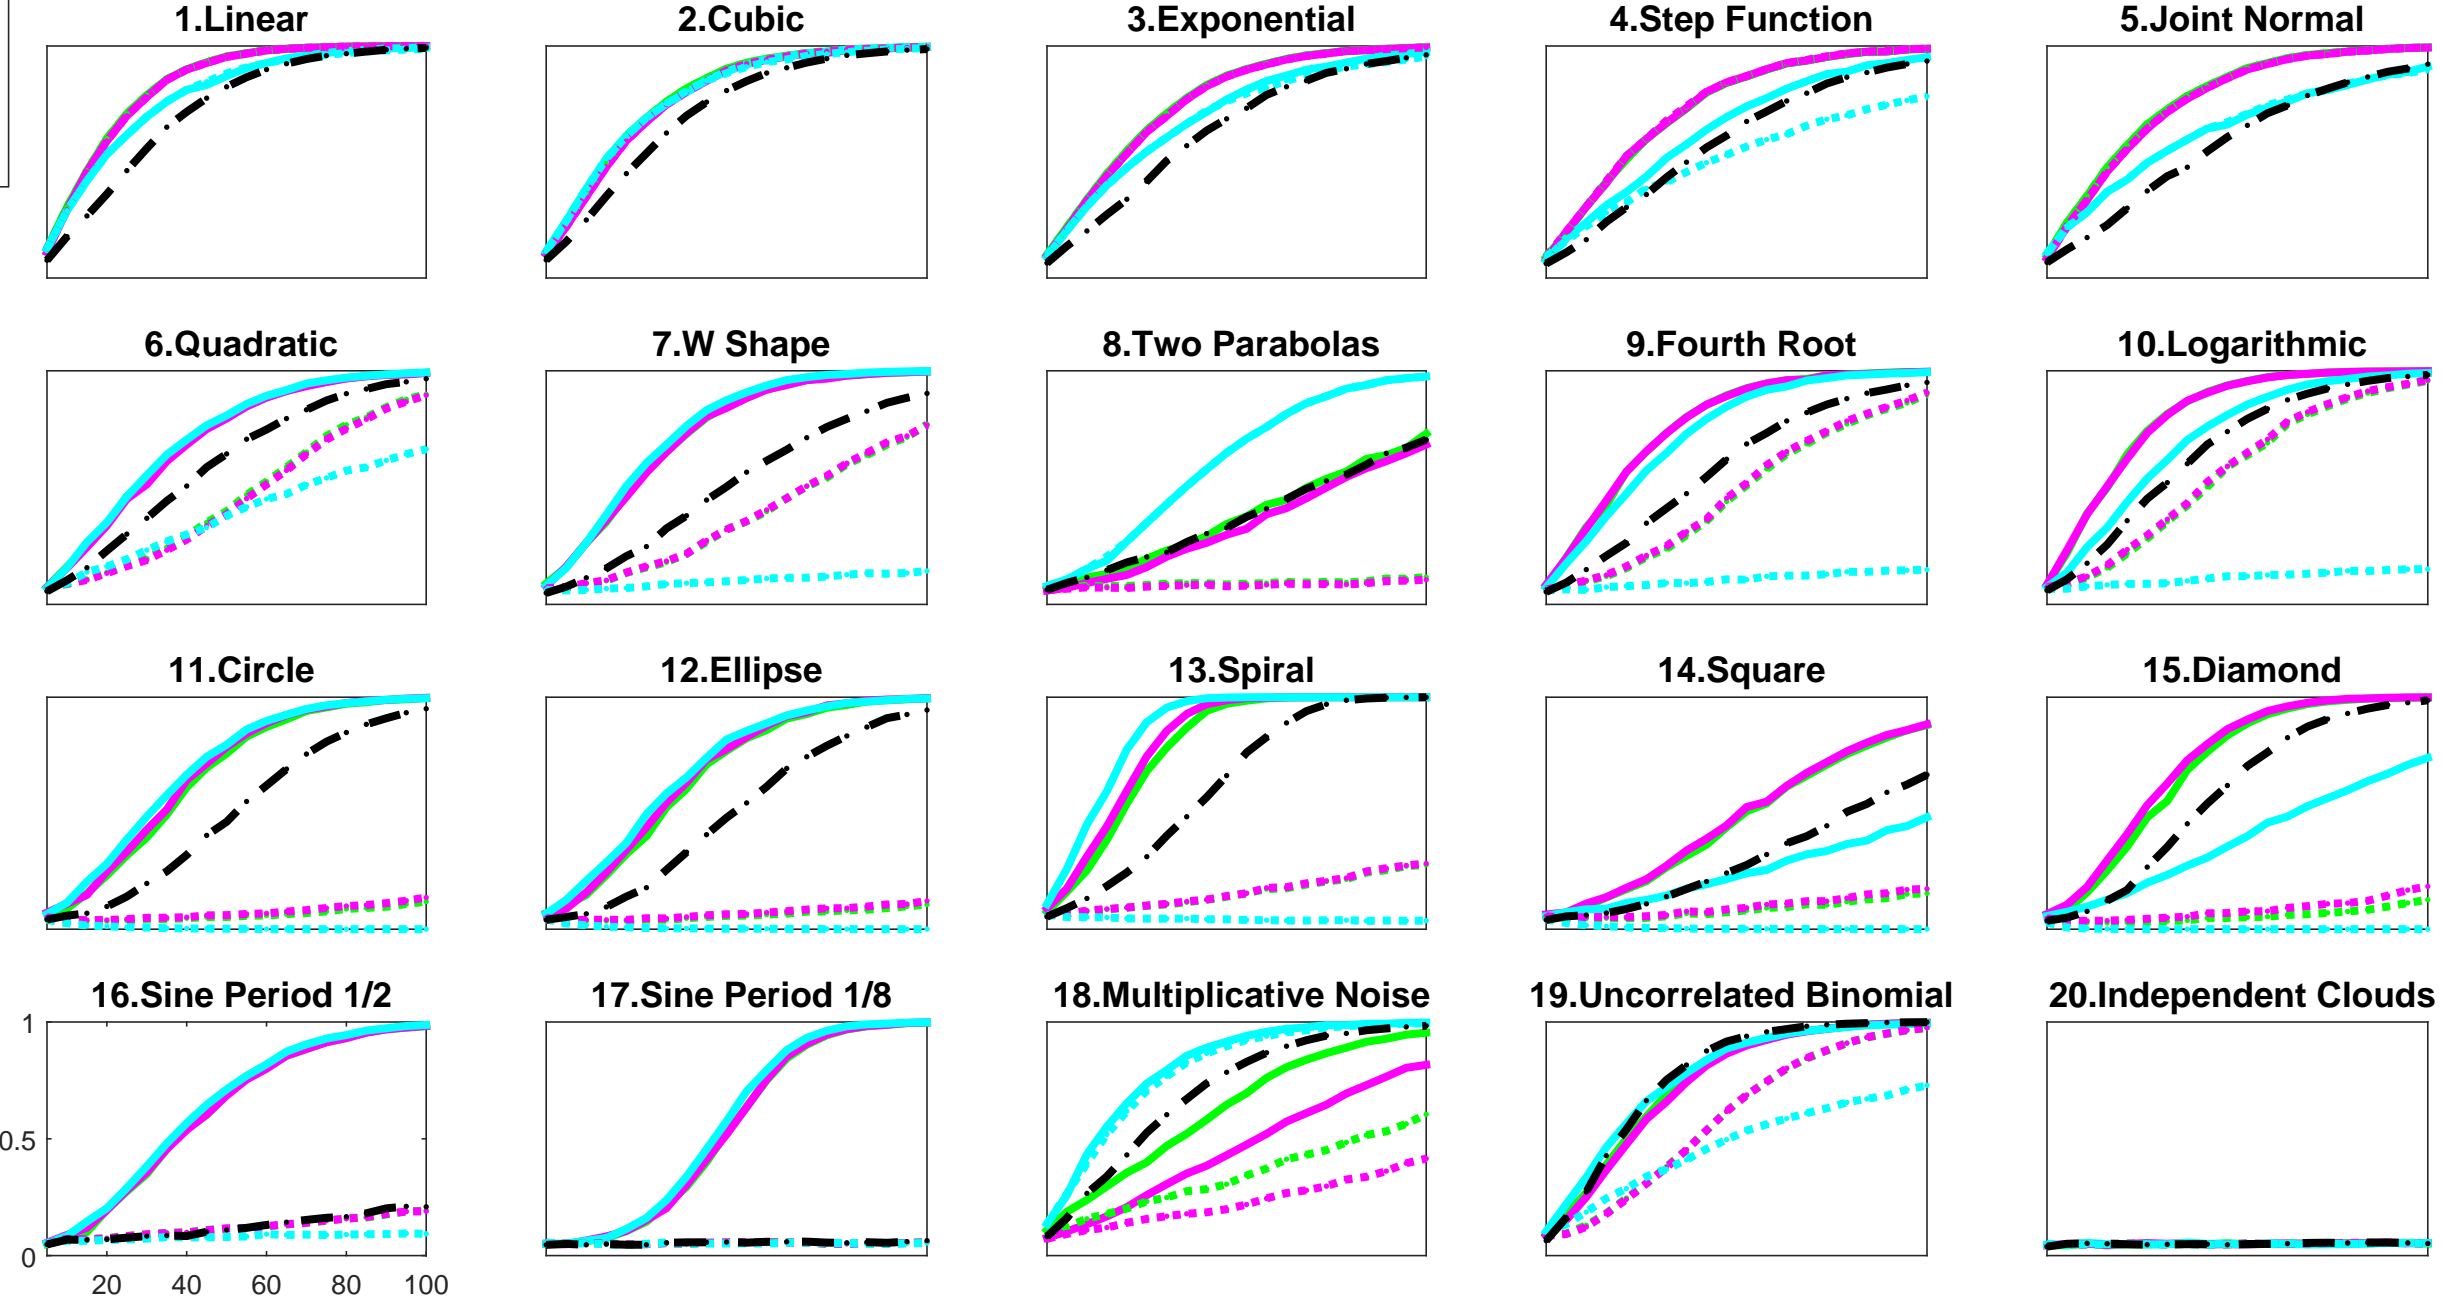 1.Linear
2.Cubic
3.Exponential
4.Step Function
5.Joint Normal
6.Quadratic
7.W Shape
8.Two Parabolas
9.Fourth Root
10.Logarithmic
11.Circle
12.Ellipse
13.Spiral
14.Square
15.Diamond
16.Sine Period 1/2
17.Sine Period 1/8
18.Multiplicative Noise
19.Uncorrelated Binomial
20.Independent Clouds
1
0.5
0
20 40 60 80 100